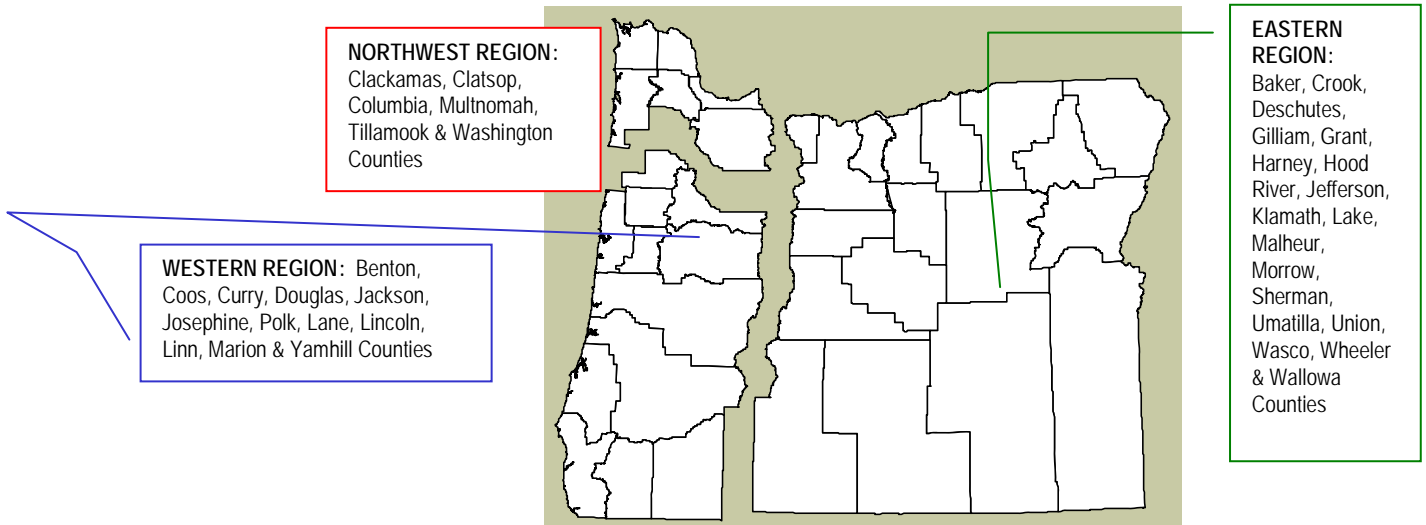 NORTHWEST REGION:
Clackamas, Clatsop,
Columbia, Multnomah,
Tillamook & Washington
Counties
WESTERN REGION: Benton,
Coos, Curry, Douglas, Jackson,
Josephine, Polk, Lane, Lincoln,
Linn, Marion & Yamhill Counties
EASTERN
REGION:
Baker, Crook,
Deschutes,
Gilliam, Grant,
Harney, Hood
River, Jefferson,
Klamath, Lake,
Malheur,
Morrow,
Sherman,
Umatilla, Union,
Wasco, Wheeler
& Wallowa
Counties